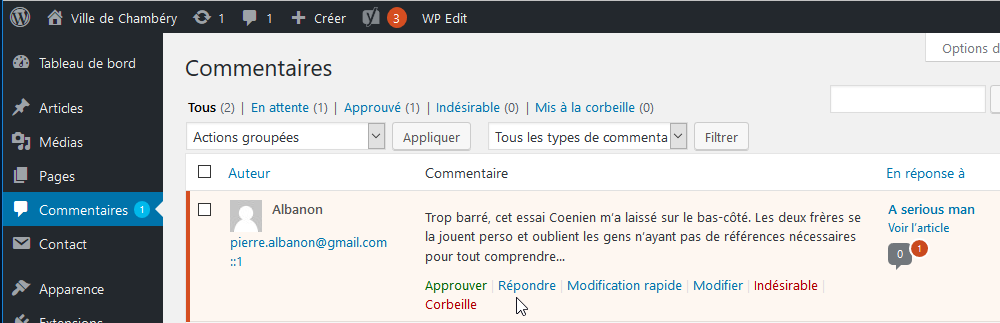 Ville de Chambéry 1 1 Créer 3 WP Edit
Options d
Tableau de bord
Articles
Médias
Pages
Commentaires 1
Contact
Apparence
Extensions
Commentaires
Tous (2) | En attente (1) | Approuvé (1) | Indésirable (0) | Mis à la corbeille (0)
Actions groupées Appliquer Tous les types de commenta Filtrer
Auteur Commentaire En réponse à
Albanon
pierre.albanon@gmail.com
::1
Trop barré, cet essai Coenien m'a laissé sur le bas-côté. Les deux frères se
la jouent perso et oublient les gens n'ayant pas de références nécessaires
pour tout comprendre...
Approuver | Répondre | Modification rapide | Modifier | Indésirable |
Corbeille
A serious man
Voir l'article
0 1